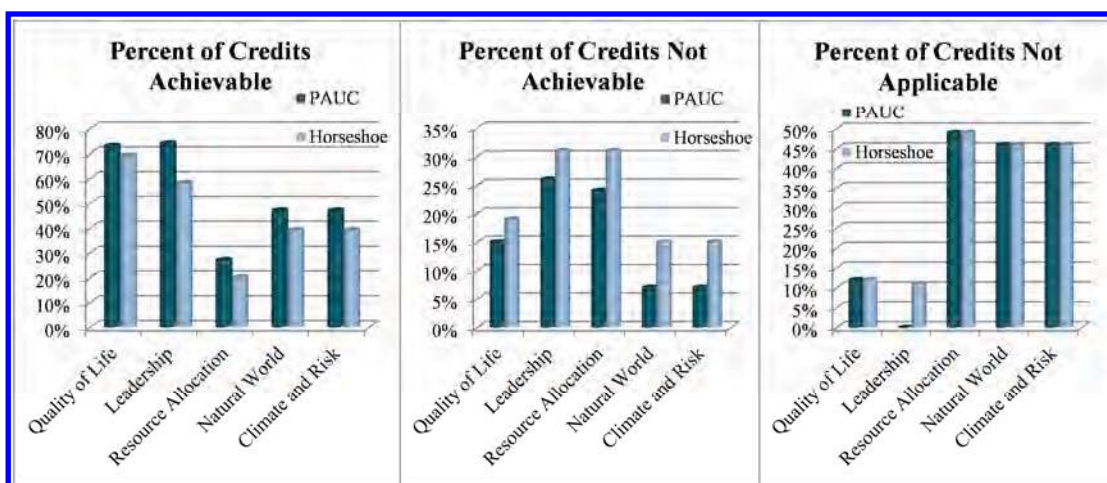 Percent of Credits
Achievable
PAUC
Horseshoe
80%
70%
60%
50%
40%
30%
20%
10%
0%
Quality of Life
Leadership
Resource Allocation
Natural World
Climate and Risk
Percent of Credits Not
Achievable
PAUC
Horseshoe
35%
30%
25%
20%
15%
10%
5%
0%
Quality of Life
Leadership
Resource Allocation
Natural World
Climate and Risk
Percent of Credits Not
Applicable
PAUC
Horseshoe
50%
45%
40%
35%
30%
25%
20%
15%
10%
5%
0%
Quality of Life
Leadership
Resource Allocation
Natural World
Climate and Risk